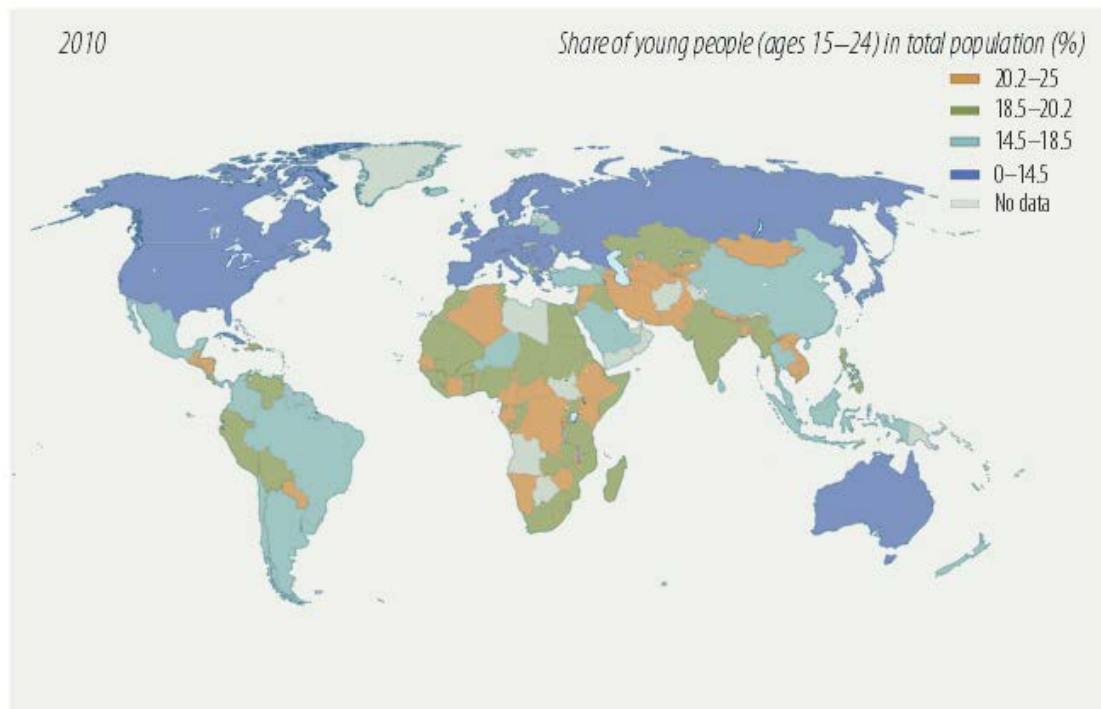 2010
Share of young people (ages 15–24) in total population (%)
20.2–25
18.5–20.2
14.5–18.5
0–14.5
No data